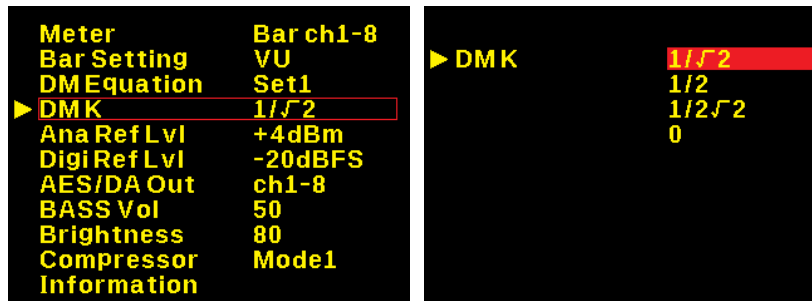 Meter Bar ch1-8
Bar Setting VU
DM Equation Set1
▶ DM K 1/√2
Ana Ref Lvl +4dBm
Digi Ref Lvl -20dBFS
AES/DA Out ch1-8
BASS Vol 50
Brightness 80
Compressor Mode1
Information
▶ DM K 1/√2
1/2
1/2√2
0